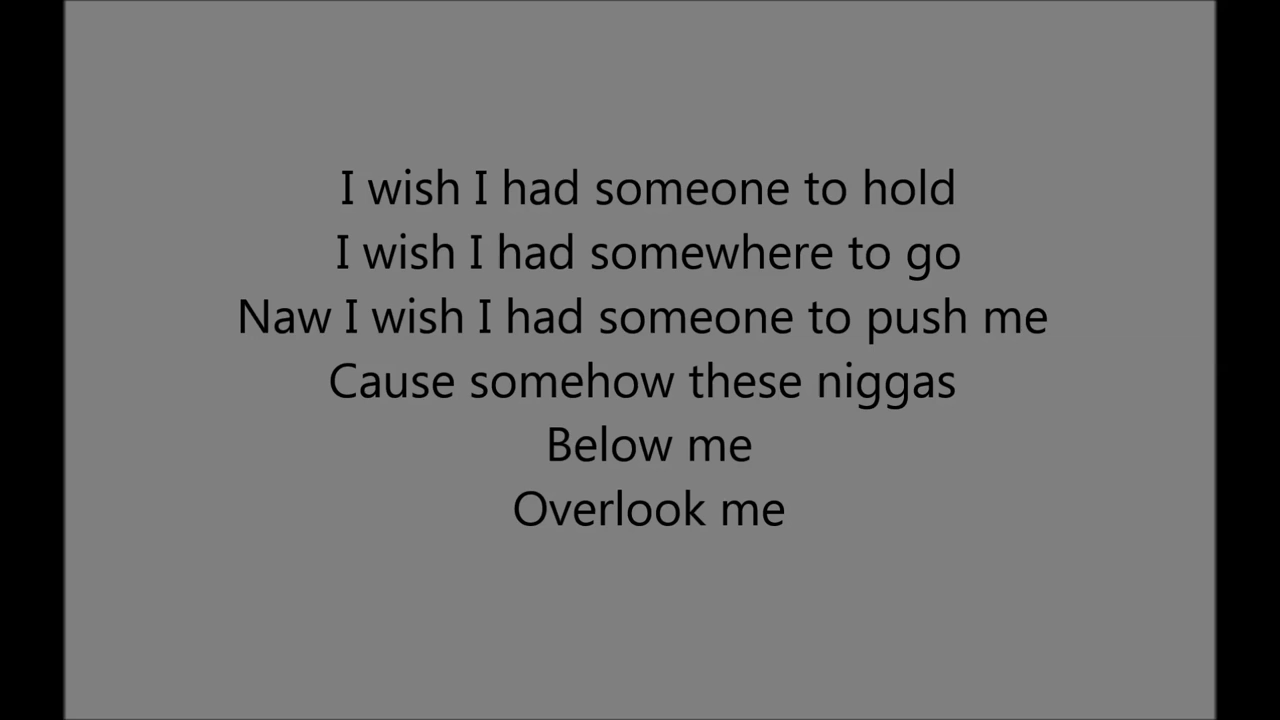 I wish I had someone to hold
I wish I had somewhere to go
Naw I wish I had someone to push me
Cause somehow these niggas
Below me
Overlook me